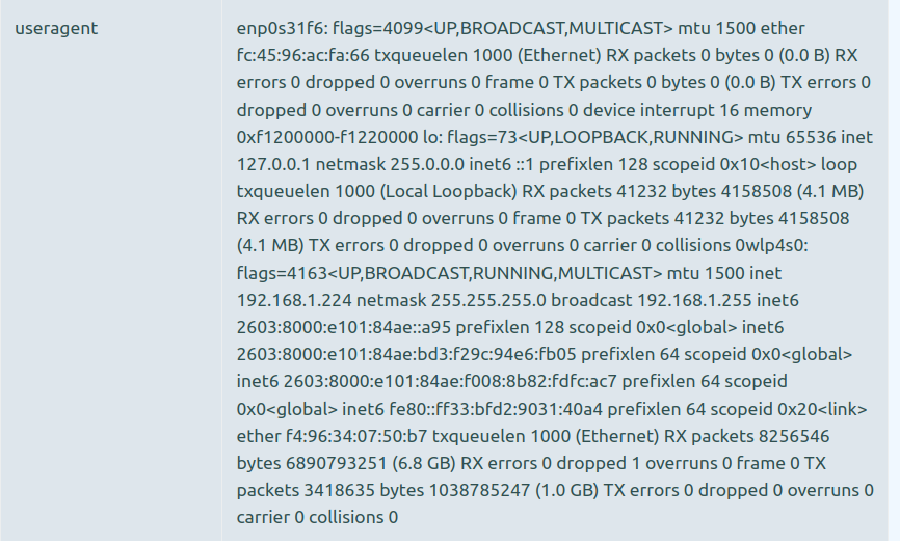 useragent
enp0s31f6: flags=4099<UP,BROADCAST,MULTICAST> mtu 1500 ether
fc:45:96:ac:fa:66 txqueuelen 1000 (Ethernet) RX packets 0 bytes 0 (0.0 B) RX
errors 0 dropped 0 overruns 0 frame 0 TX packets 0 bytes 0 (0.0 B) TX errors 0
dropped 0 overruns 0 carrier 0 collisions 0 device interrupt 16 memory
0xf1200000-f1220000 lo: flags=73<UP,LOOPBACK,RUNNING> mtu 65536 inet
127.0.0.1 netmask 255.0.0.0 inet6 ::1 prefixlen 128 scopeid 0x10<host> loop
txqueuelen 1000 (Local Loopback) RX packets 41232 bytes 4158508 (4.1 MB)
RX errors 0 dropped 0 overruns 0 frame 0 TX packets 41232 bytes 4158508
(4.1 MB) TX errors 0 dropped 0 overruns 0 carrier 0 collisions 0wlp4s0:
flags=4163<UP,BROADCAST,RUNNING,MULTICAST> mtu 1500 inet
192.168.1.224 netmask 255.255.255.0 broadcast 192.168.1.255 inet6
2603:8000:e101:84ae::a95 prefixlen 128 scopeid 0x0<global> inet6
2603:8000:e101:84ae:bd3:f29c:94e6:fb05 prefixlen 64 scopeid 0x0<global>
inet6 2603:8000:e101:84ae:f008:8b82:fdfc:ac7 prefixlen 64 scopeid
0x0<global> inet6 fe80::ff33:bfd2:9031:40a4 prefixlen 64 scopeid 0x20<link>
ether f4:96:34:07:50:b7 txqueuelen 1000 (Ethernet) RX packets 8256546
bytes 6890793251 (6.8 GB) RX errors 0 dropped 1 overruns 0 frame 0 TX
packets 3418635 bytes 1038785247 (1.0 GB) TX errors 0 dropped 0 overruns 0
carrier 0 collisions 0